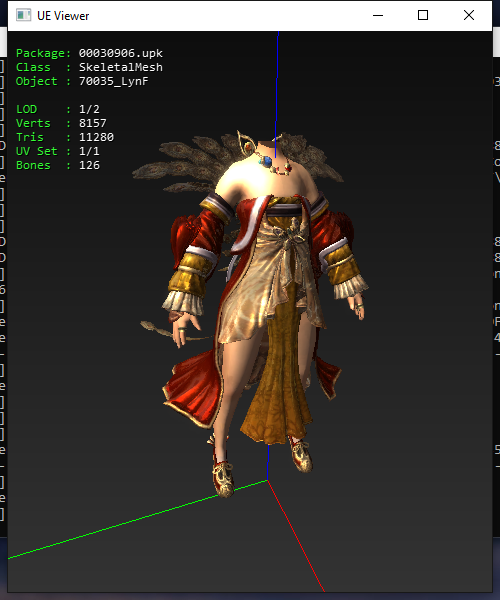 UE Viewer
Package: 00030906.upk
Class  : SkeletalMesh
Object : 70035_LynF
LOD    : 1/2
Verts  : 8157
Tris   : 11280
UV Set : 1/1
Bones  : 126